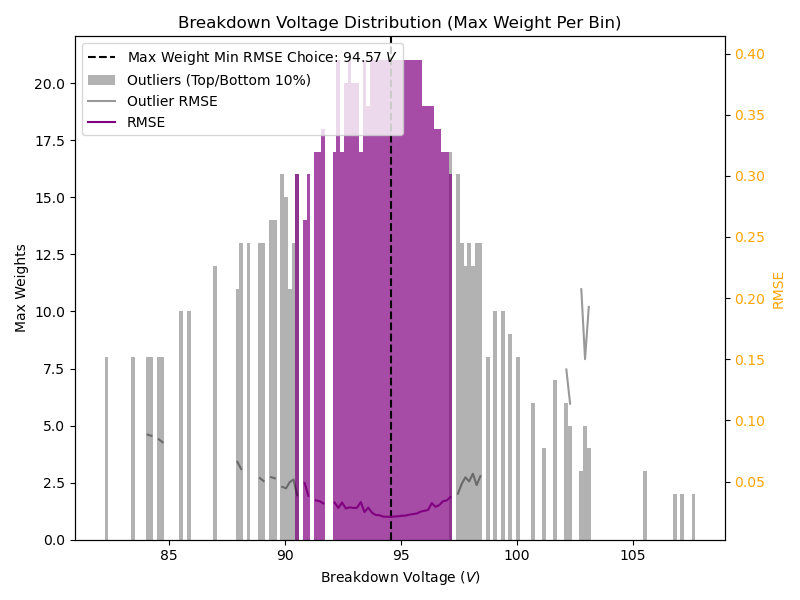 Breakdown Voltage Distribution (Max Weight Per Bin)
Max Weight Min RMSE Choice: 94.57 V
Outliers (Top/Bottom 10%)
Outlier RMSE
RMSE
Max Weights
20.0
17.5
15.0
12.5
10.0
7.5
5.0
2.5
0.0
85 90 95 100 105
Breakdown Voltage (V)
0.40
0.35
0.30
0.25
0.20
0.15
0.10
0.05
RMSE